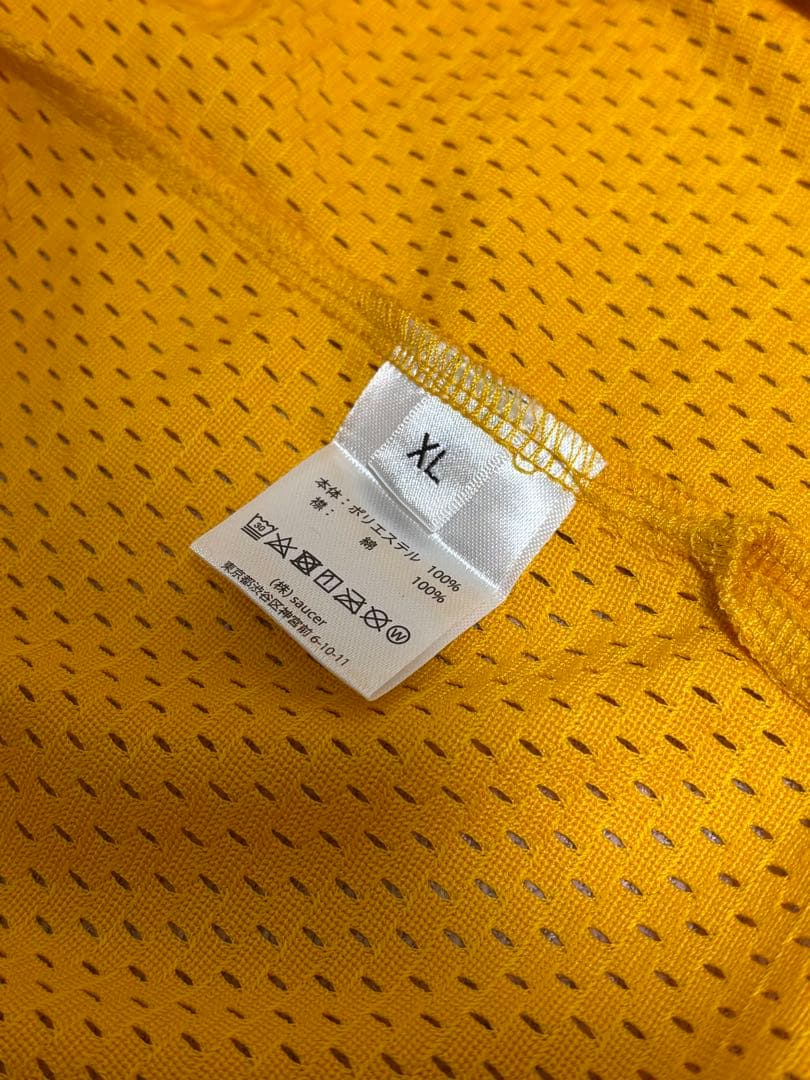 XL
本体：ポリエステル 100%
襟： 綿 100%
30 W
(株) saucer
東京都渋谷区神宮前 6-10-11